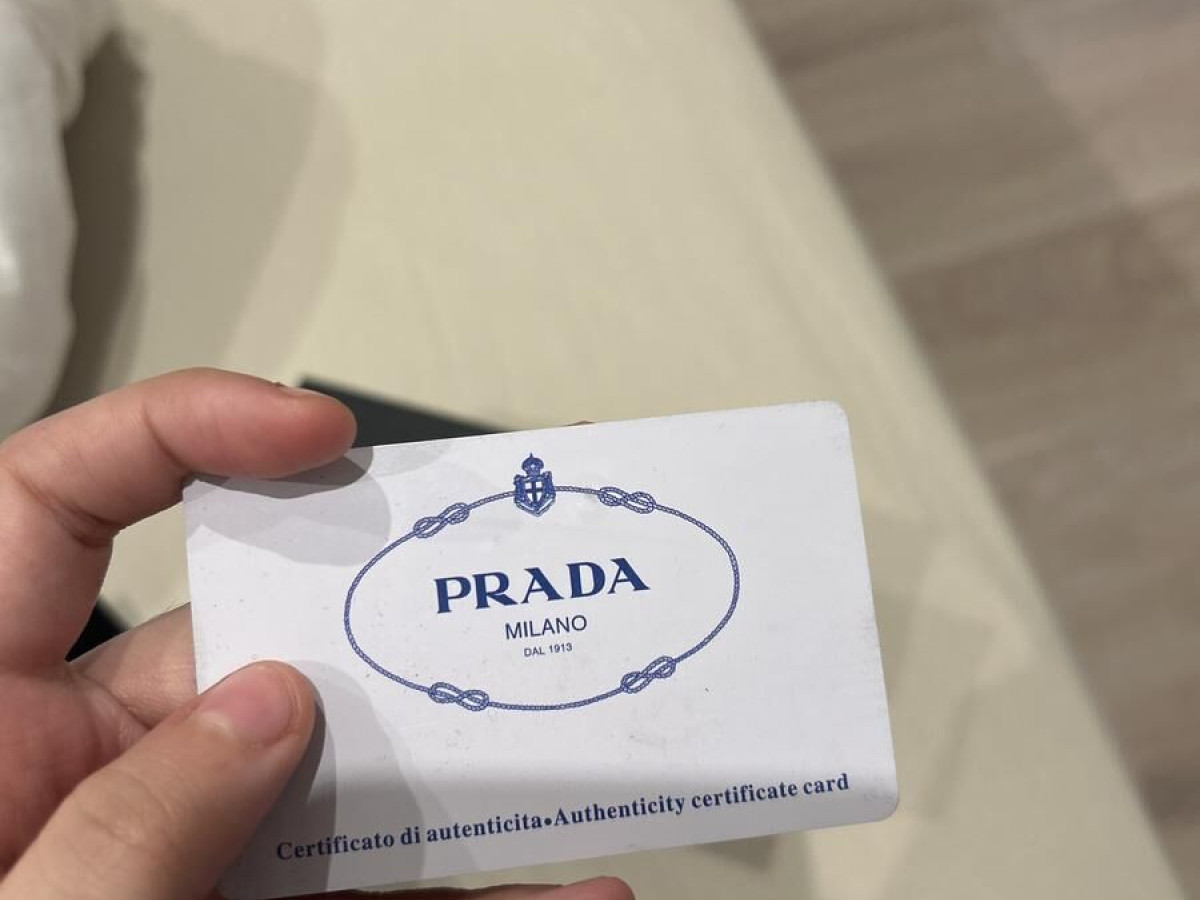 PRADA
MILANO
DAL 1913
Certificato di autenticita•Authenticity certificate card